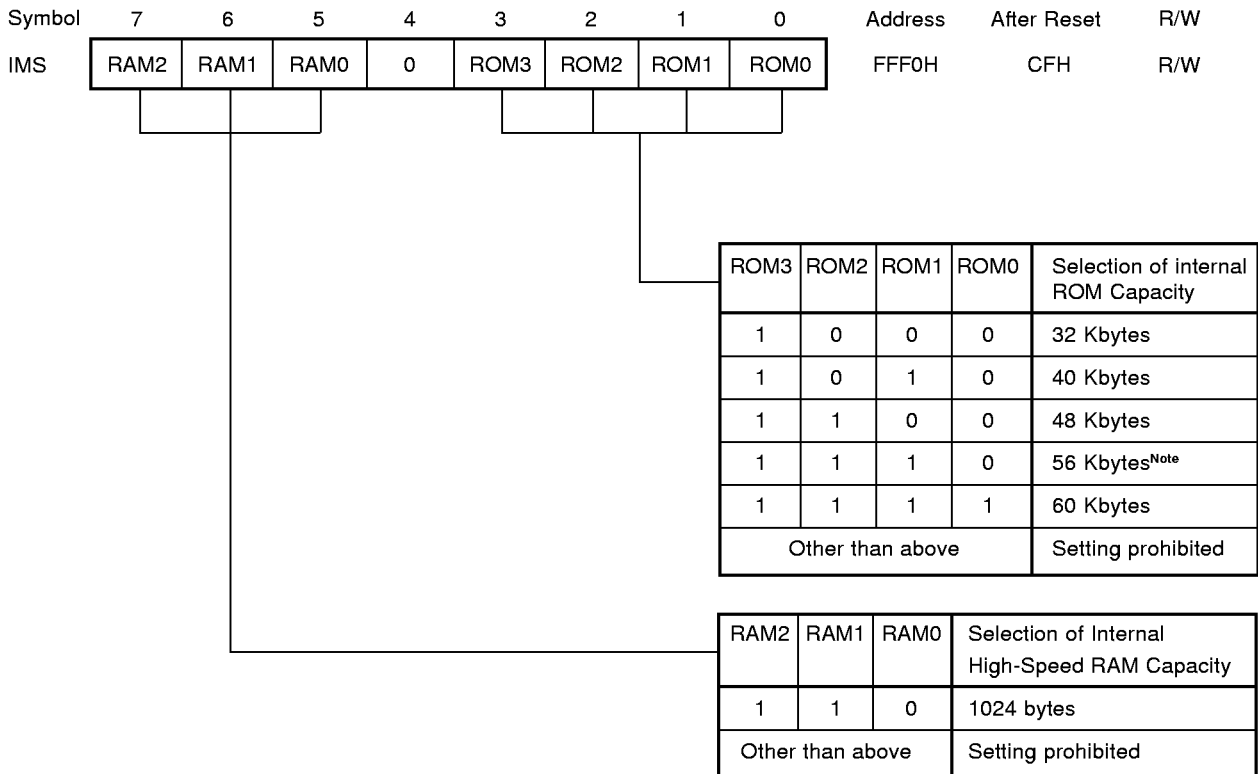 Symbol 7 6 5 4 3 2 1 0 Address After Reset R/W
IMS RAM2 RAM1 RAM0 0 ROM3 ROM2 ROM1 ROM0 FFF0H CFH R/W
ROM3 ROM2 ROM1 ROM0 Selection of internal
ROM Capacity
1 0 0 0 32 Kbytes
1 0 1 0 40 Kbytes
1 1 0 0 48 Kbytes
1 1 1 0 56 KbytesNote
1 1 1 1 60 Kbytes
Other than above Setting prohibited
RAM2 RAM1 RAM0 Selection of Internal
High-Speed RAM Capacity
1 1 0 1024 bytes
Other than above Setting prohibited